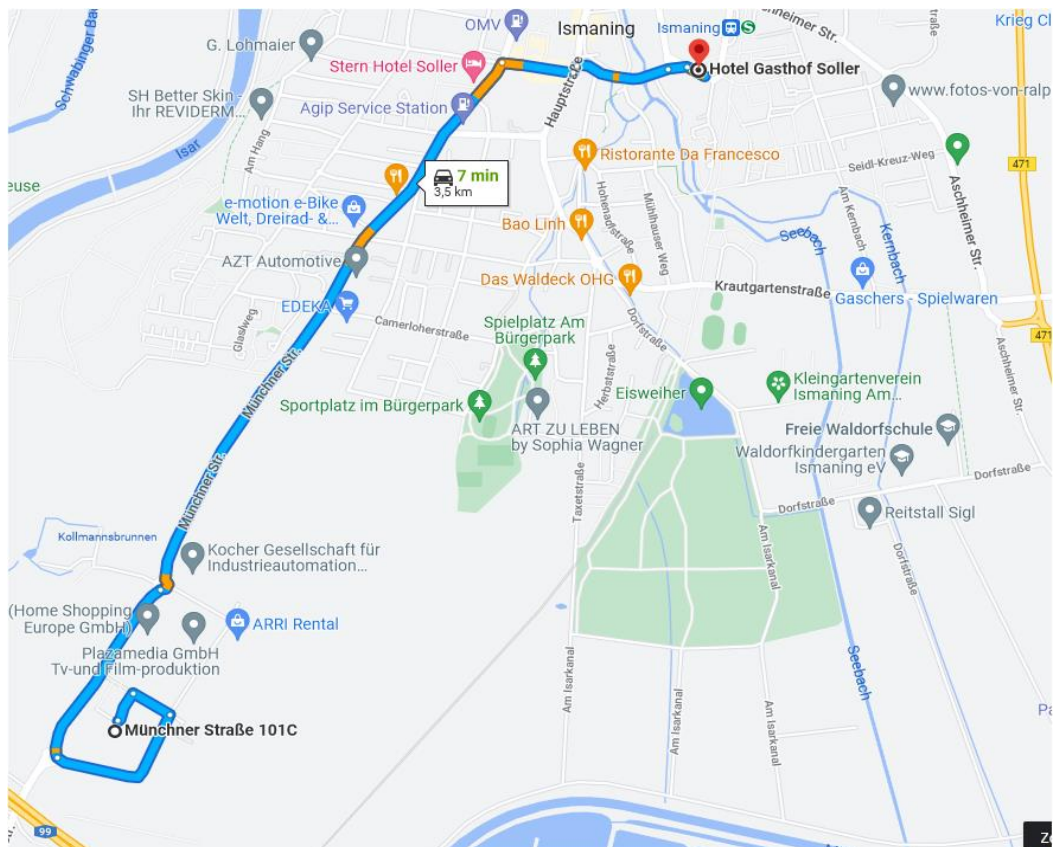 OMV
Ismaning
Ismaning
S
Krieg C
Schwabinger Ba
G. Lohmaier
Stern Hotel Soller
Hotel Gasthof Soller
SH Better Skin -
Ihr REVIDERM...
Agip Service Station
Hauptstraße
Aschheimer Str.
www.fotos-von-ralp
Isar
Am Hang
euse
Ristorante Da Francesco
Seidl-Kreuz-Weg
471
7 min
3,5 km
e-motion e-Bike
Welt, Dreirad- &...
Bao Linh
Hohenadlstraße
Mühlhauser Weg
Am Kernbach
Kernbach
Aschheimer Str.
Seebach
AZT Automotive
Das Waldeck OHG
Krautgartenstraße
Gaschers - Spielwaren
EDEKA
Glaslweg
Camerloherstraße
Spielplatz Am
Bürgerpark
Dorfstraße
471
Münchner Str.
Sportplatz im Bürgerpark
Herbststraße
Eisweiher
Kleingartenverein
Ismaning Am...
Aschheimer Str.
ART ZU LEBEN
by Sophia Wagner
Freie Waldorfschule
Waldorfkindergarten
Ismaning eV
Münchner Str.
Taxetstraße
Dorfstraße
Dorfstraße
Reitstall Sigl
Kollmannsbrunnen
Kocher Gesellschaft für
Industrieautomation...
Am Isarkanal
Dorfstraße
(Home Shopping
Europe GmbH)
ARRI Rental
Plazamedia GmbH
Tv-und Film-produktion
Am Isarkanal
Seebach
Münchner Straße 101C
Am Isarkanal
Am Isarkanal
Pa
99
Ze